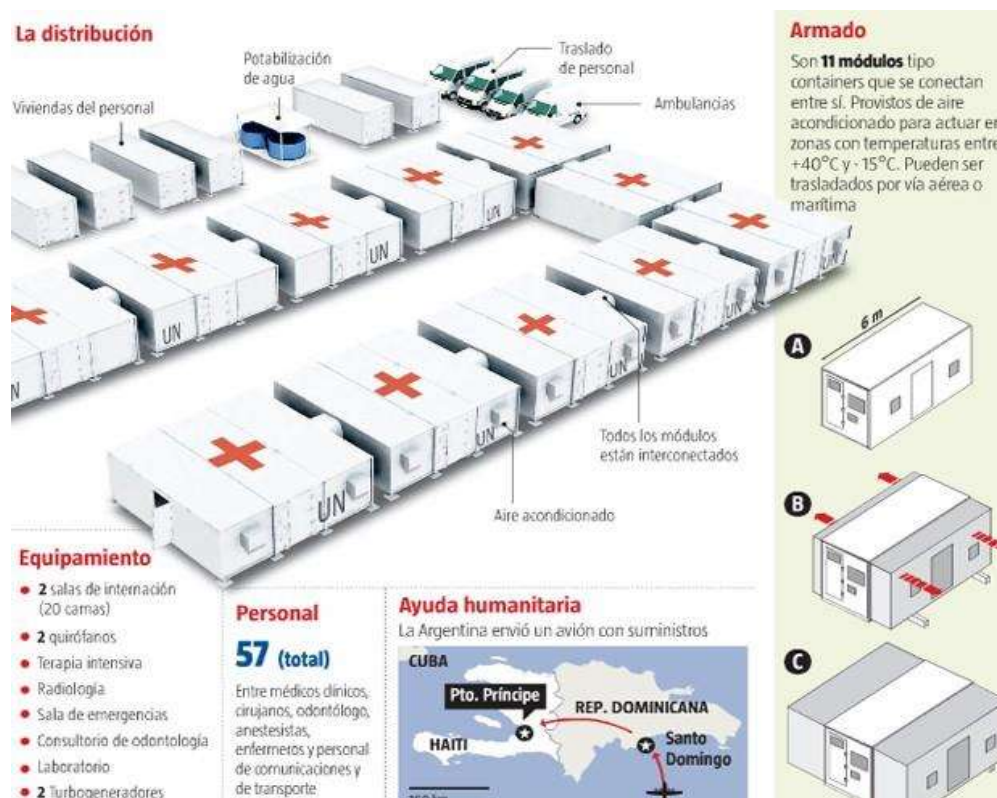 La distribución
Viviendas del personal
Potabilización
de agua
Traslado
de personal
Ambulancias
UN
UN
UN
UN
UN
UN
UN
UN
N
Todos los módulos
están interconectados
Aire acondicionado
Armado
Son 11 módulos tipo
containers que se conectan
entre sí. Provistos de aire
acondicionado para actuar en
zonas con temperaturas entre
+40°C y -15°C. Pueden ser
trasladados por vía aérea o
marítima
A
6 m
B
C
Equipamiento
2 salas de internación
(20 camas)
2 quirófanos
Terapia intensiva
Radiología
Sala de emergencias
Consultorio de odontología
Laboratorio
2 Turbogeneradores
Personal
57 (total)
Entre médicos clínicos,
cirujanos, odontólogo,
anestesistas,
enfermeros y personal
de comunicaciones y
de transporte
Ayuda humanitaria
La Argentina envió un avión con suministros
CUBA
Pto. Príncipe
REP. DOMINICANA
HAITI
Santo
Domingo